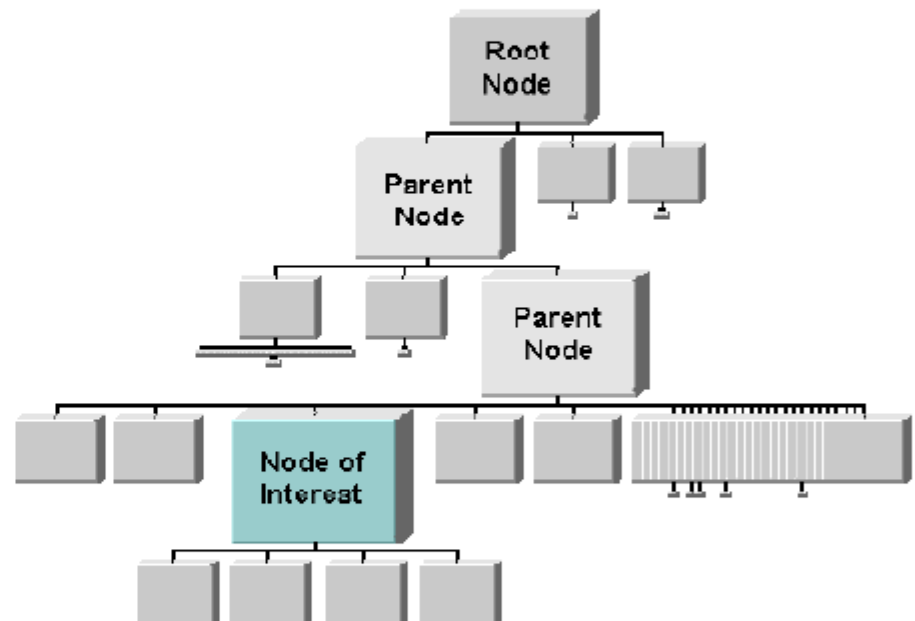 Root
Node
Parent
Node
Parent
Node
Node of
Interest